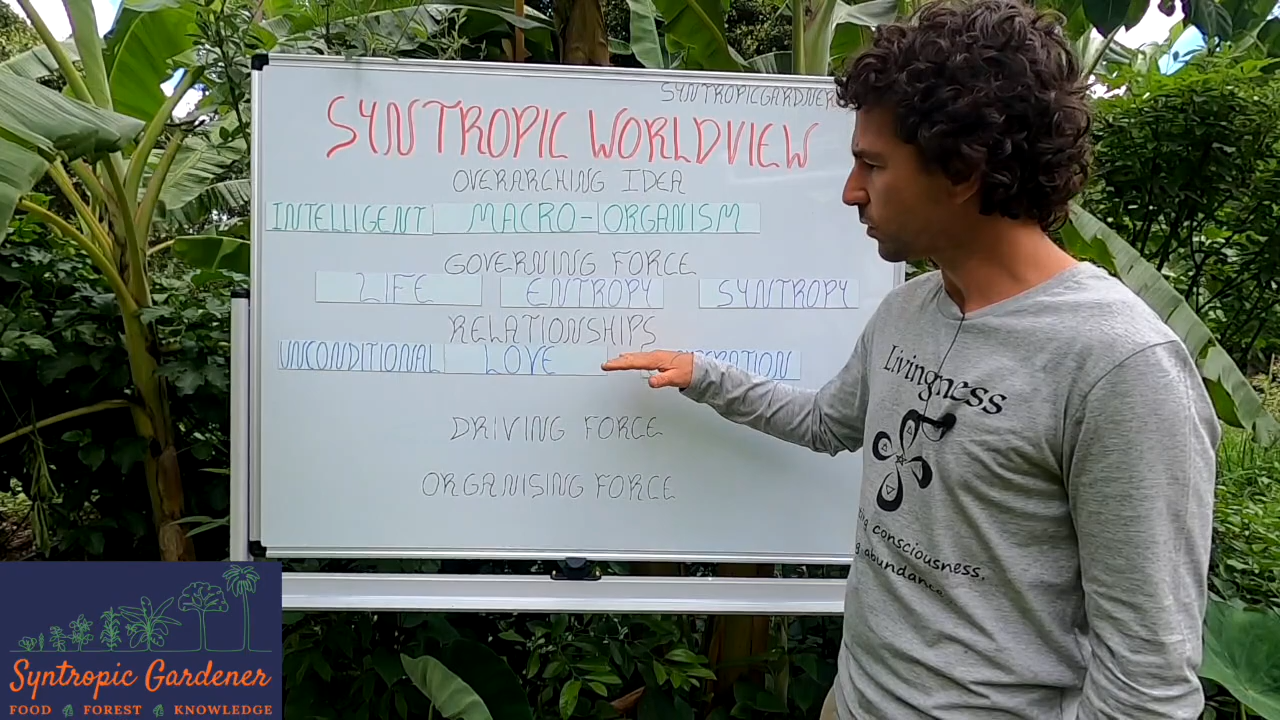 SYNTROPICGARDNER
SYNTROPIC WORLDVIEW
OVERARCHING IDEA
INTELLIGENT MACRO-ORGANISM
GOVERNING FORCE
LIFE ENTROPY SYNTROPY
RELATIONSHIPS
UNCONDITIONAL LOVE
DRIVING FORCE
ORGANISING FORCE
Livingness
consciousness,
abundance.
Syntropic Gardener
FOOD FOREST KNOWLEDGE